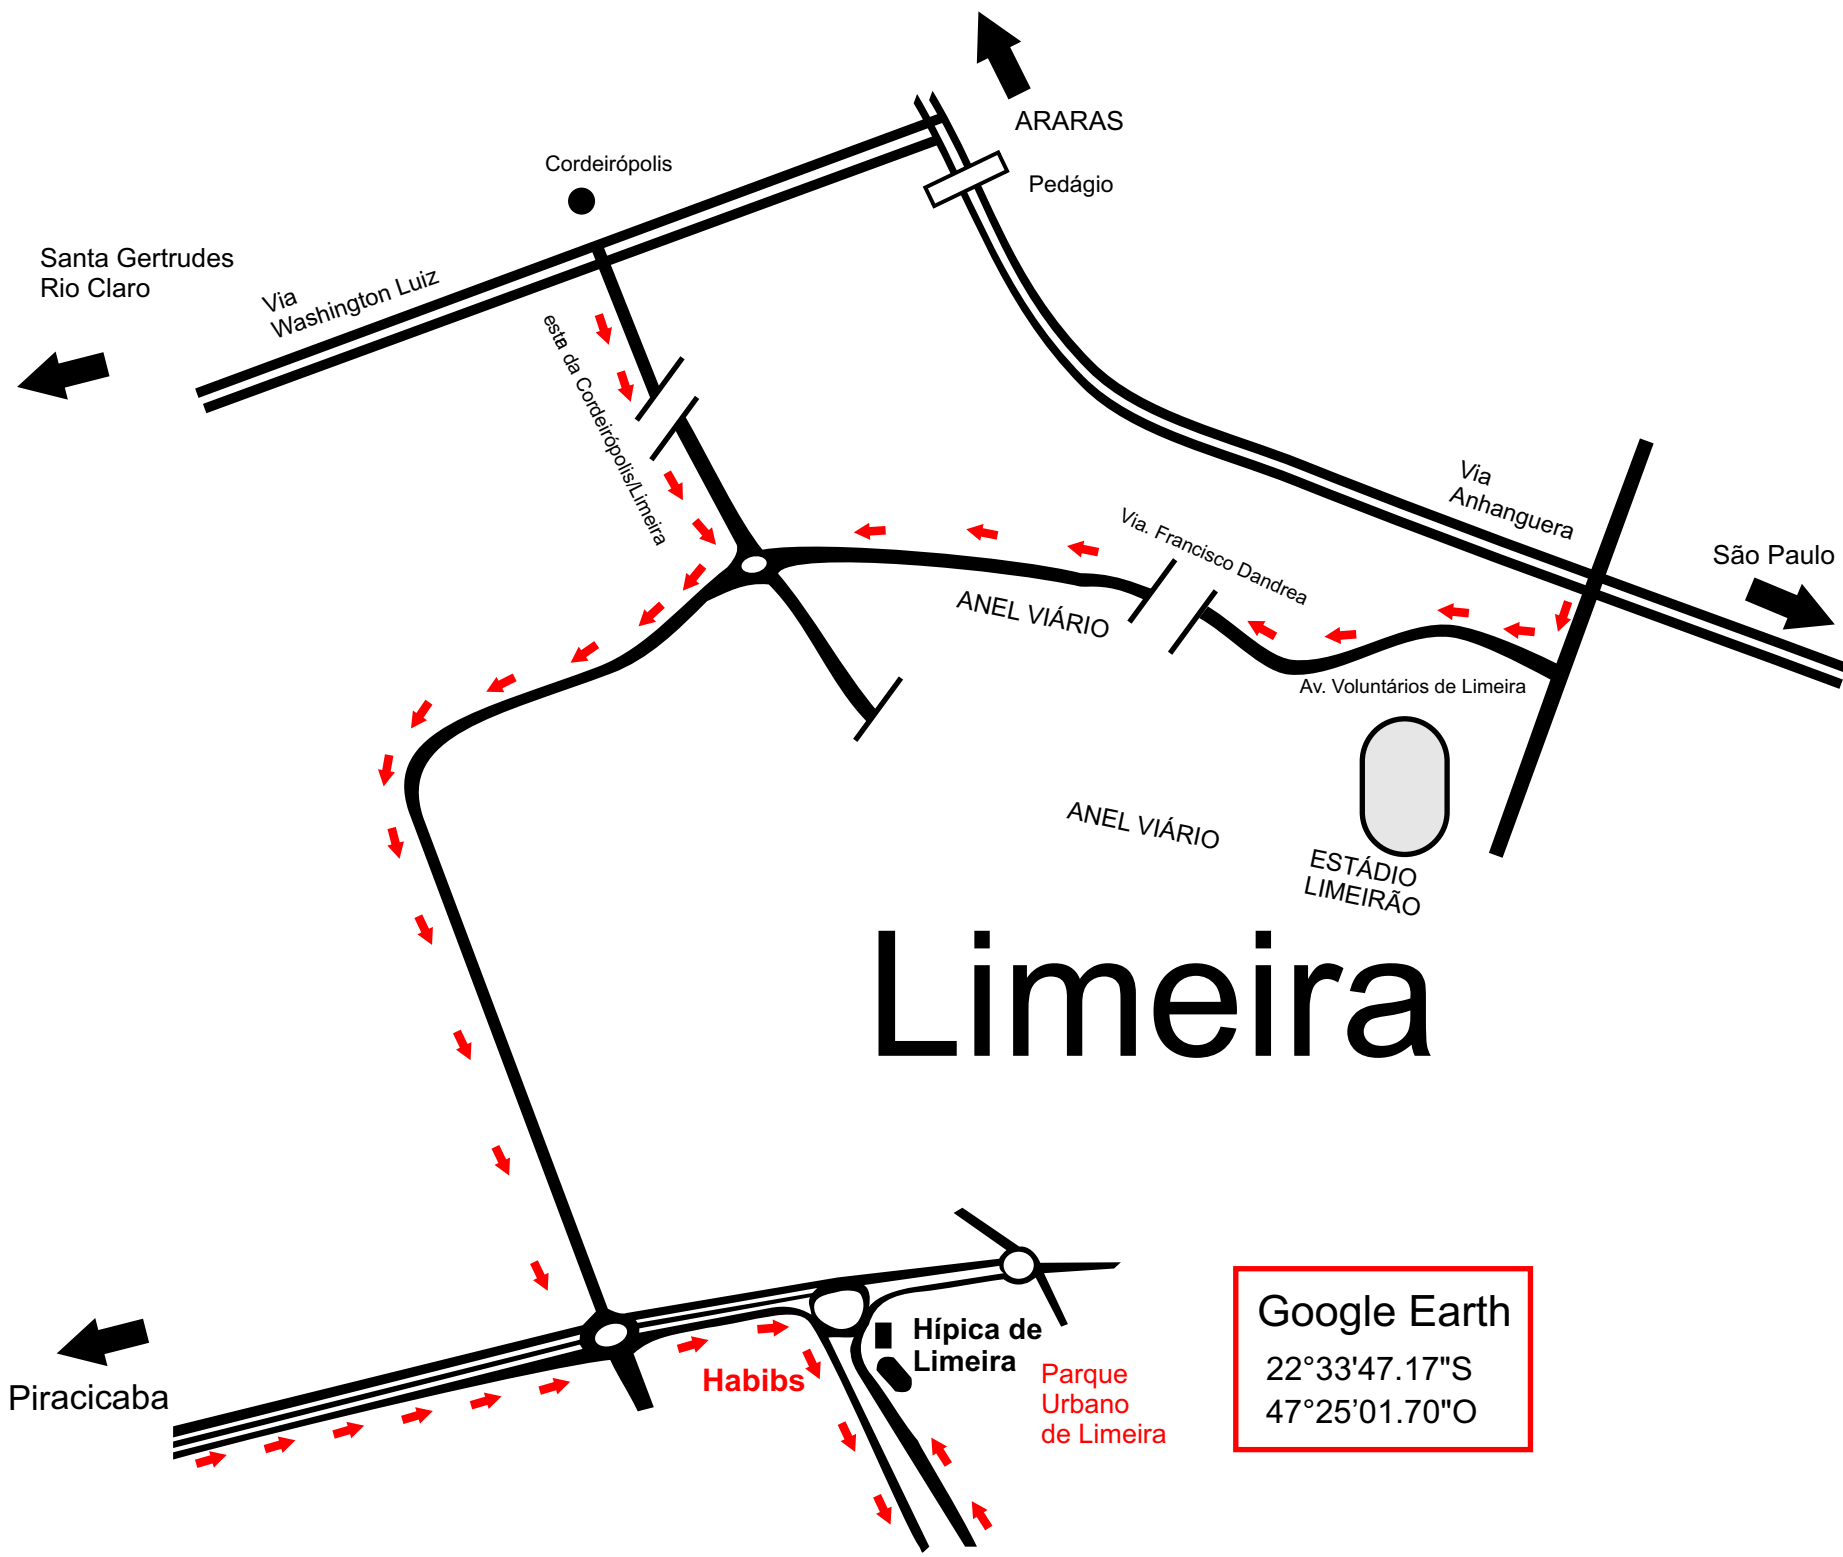 ARARAS
Cordeirópolis
Pedágio
Santa Gertrudes
Rio Claro
Via
Washington Luiz
esta da Cordeirópolis/Limeira
Via
Anhanguera
Via. Francisco Dandrea
São Paulo
ANEL VIÁRIO
Av. Voluntários de Limeira
ANEL VIÁRIO
ESTÁDIO
LIMEIRÃO
Limeira
Google Earth
22°33'47.17"S
47°25’01.70"O
Hípica de
Limeira
Habibs
Parque
Urbano
de Limeira
Piracicaba